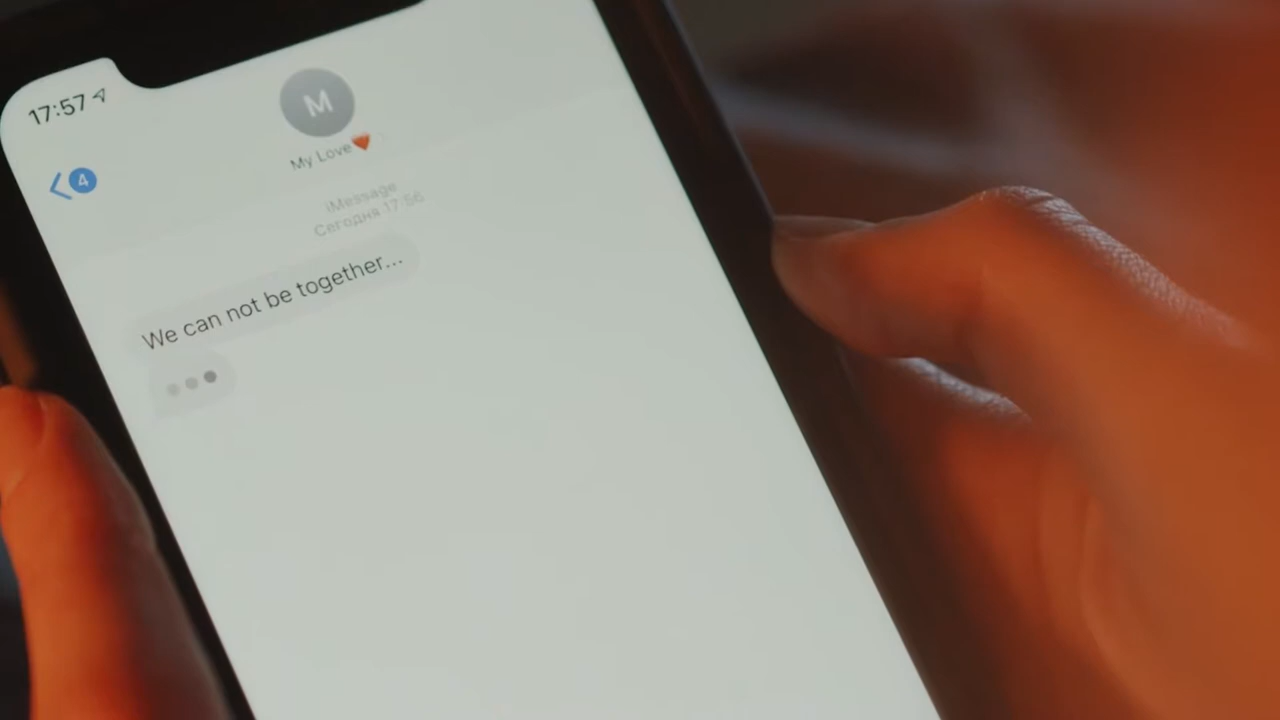 17:57
M
4
My Love❤
iMessage
Сегодня 17:56
We can not be together...